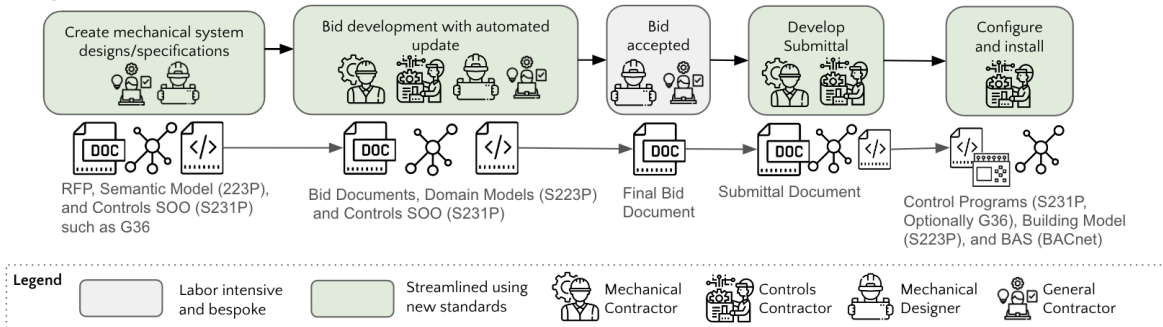 Create mechanical system
designs/specifications
Bid development with automated
update
Bid
accepted
Develop
Submittal
Configure
and install
DOC
</>
DOC
</>
DOC
DOC
</>
</>
RFP, Semantic Model (223P),
and Controls SOO (S231P)
such as G36
Bid Documents, Domain Models (S223P)
and Controls SOO (S231P)
Final Bid
Document
Submittal Document
Control Programs (S231P,
Optionally G36), Building Model
(S223P), and BAS (BACnet)
Legend
Labor intensive
and bespoke
Streamlined using
new standards
Mechanical
Contractor
Controls
Contractor
Mechanical
Designer
General
Contractor